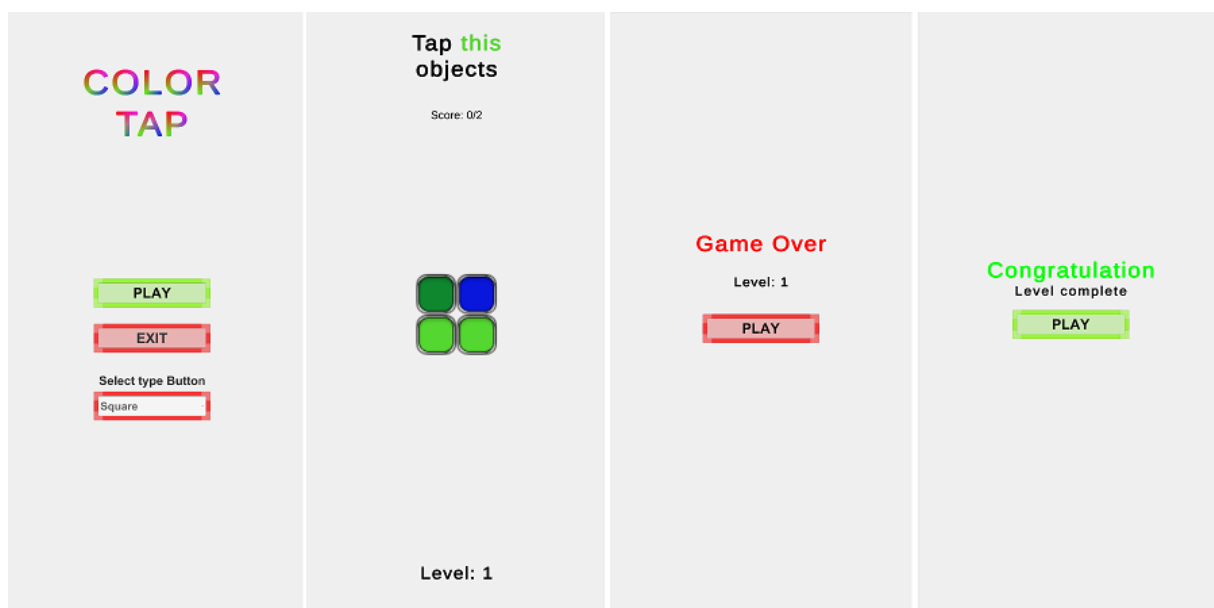 COLOR
TAP
PLAY
EXIT
Select type Button
Square
Tap this
objects
Score: 0/2
Level: 1
Game Over
Level: 1
PLAY
Congratulation
Level complete
PLAY